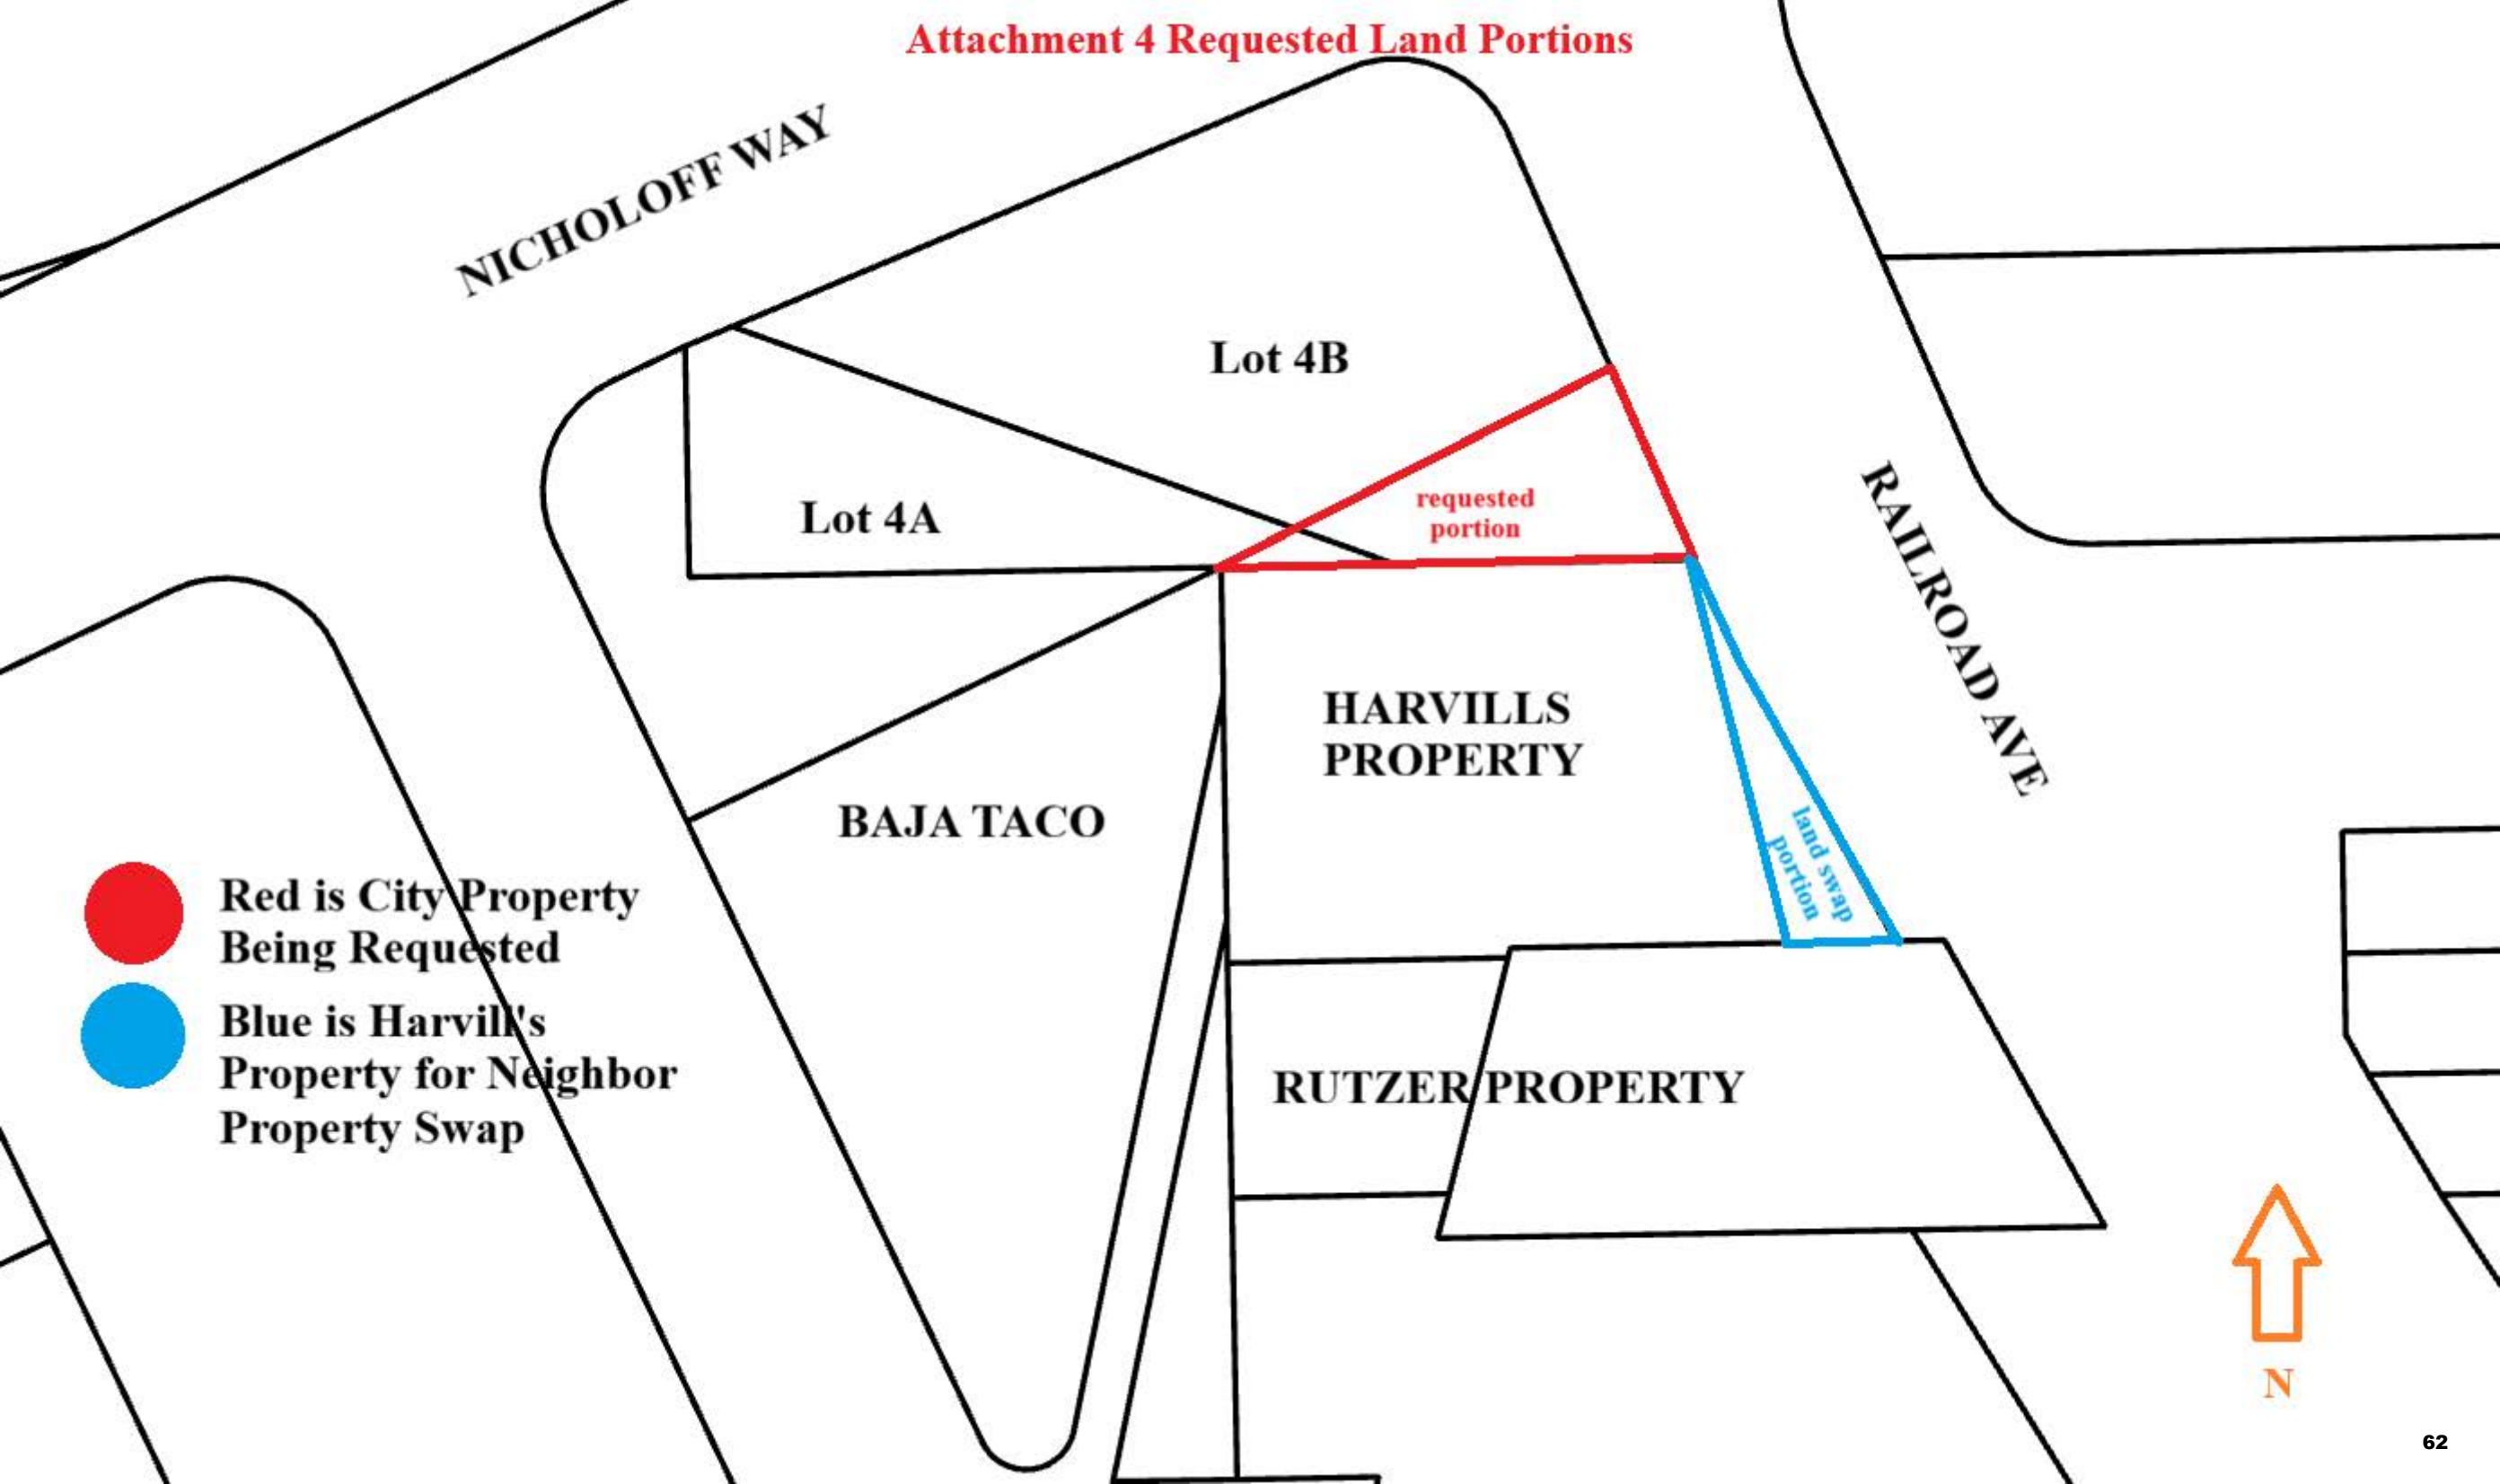 Attachment 4 Requested Land Portions
NICHOLOFF WAY
Lot 4B
requested
portion
Lot 4A
RAILROAD AVE
HARVILLS
PROPERTY
BAJA TACO
land swap
portion
Red is City Property
Being Requested
Blue is Harvill's
Property for Neighbor
Property Swap
RUTZER PROPERTY
N
62